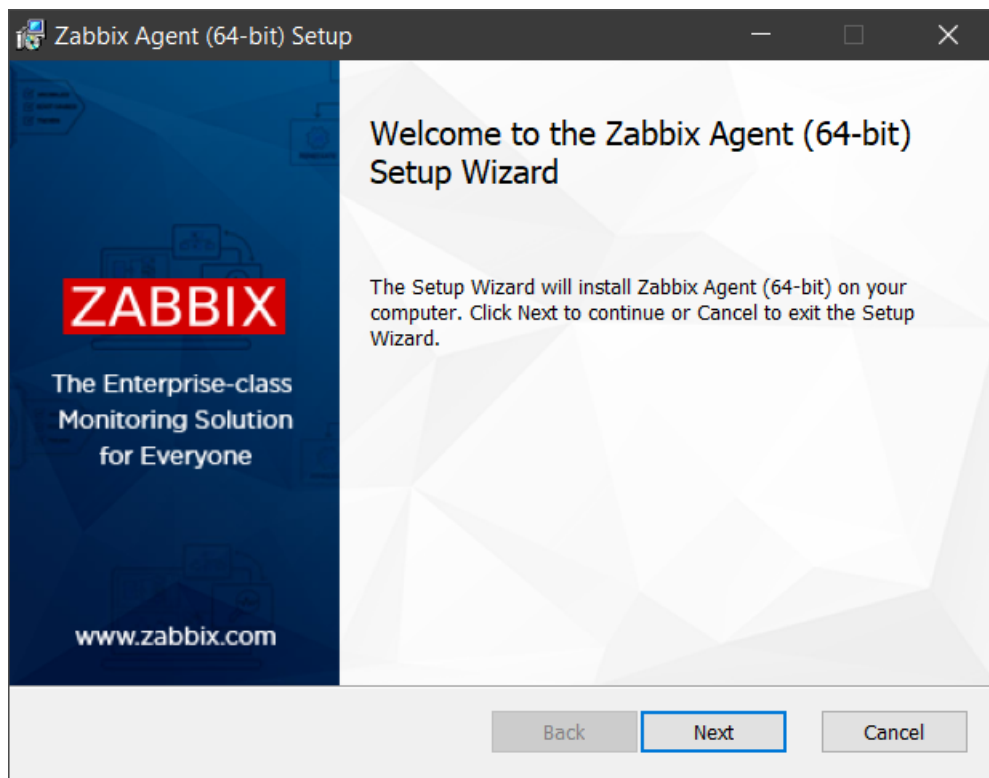 Zabbix Agent (64-bit) Setup
Welcome to the Zabbix Agent (64-bit)
Setup Wizard
The Setup Wizard will install Zabbix Agent (64-bit) on your
computer. Click Next to continue or Cancel to exit the Setup
Wizard.
ZABBIX
The Enterprise-class
Monitoring Solution
for Everyone
www.zabbix.com
Back
Next
Cancel